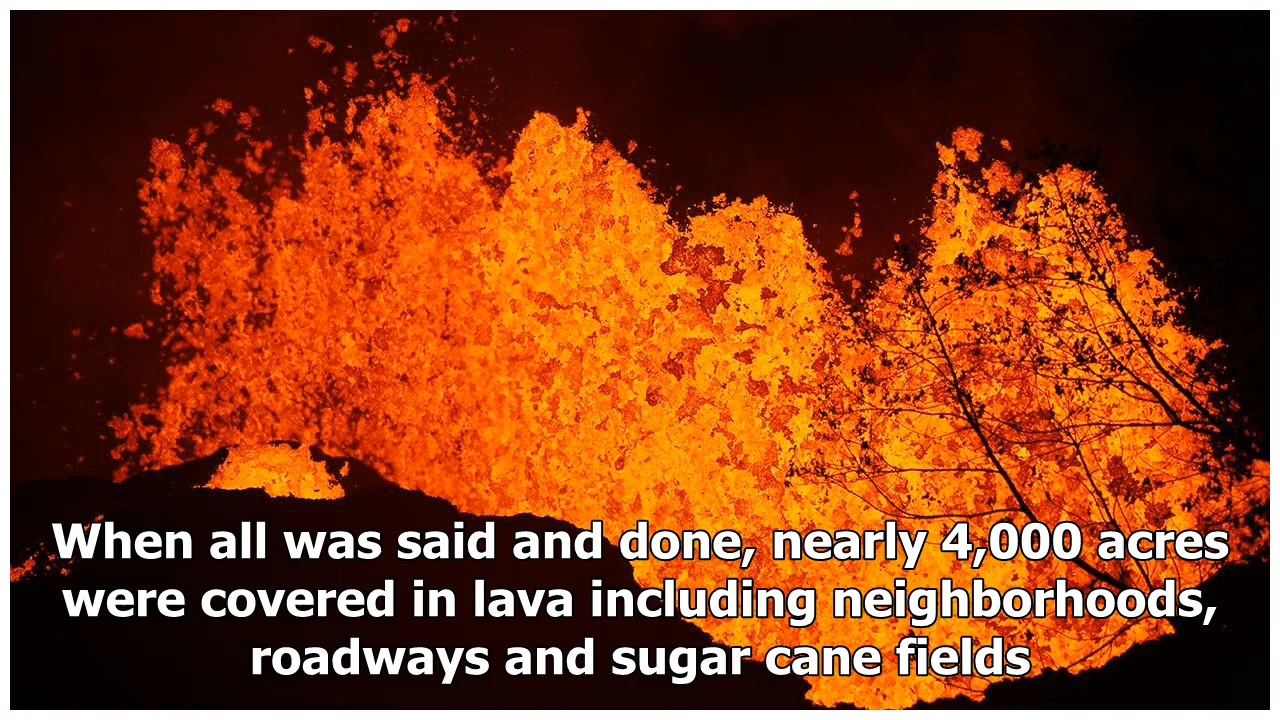 When all was said and done, nearly 4,000 acres
were covered in lava including neighborhoods,
roadways and sugar cane fields